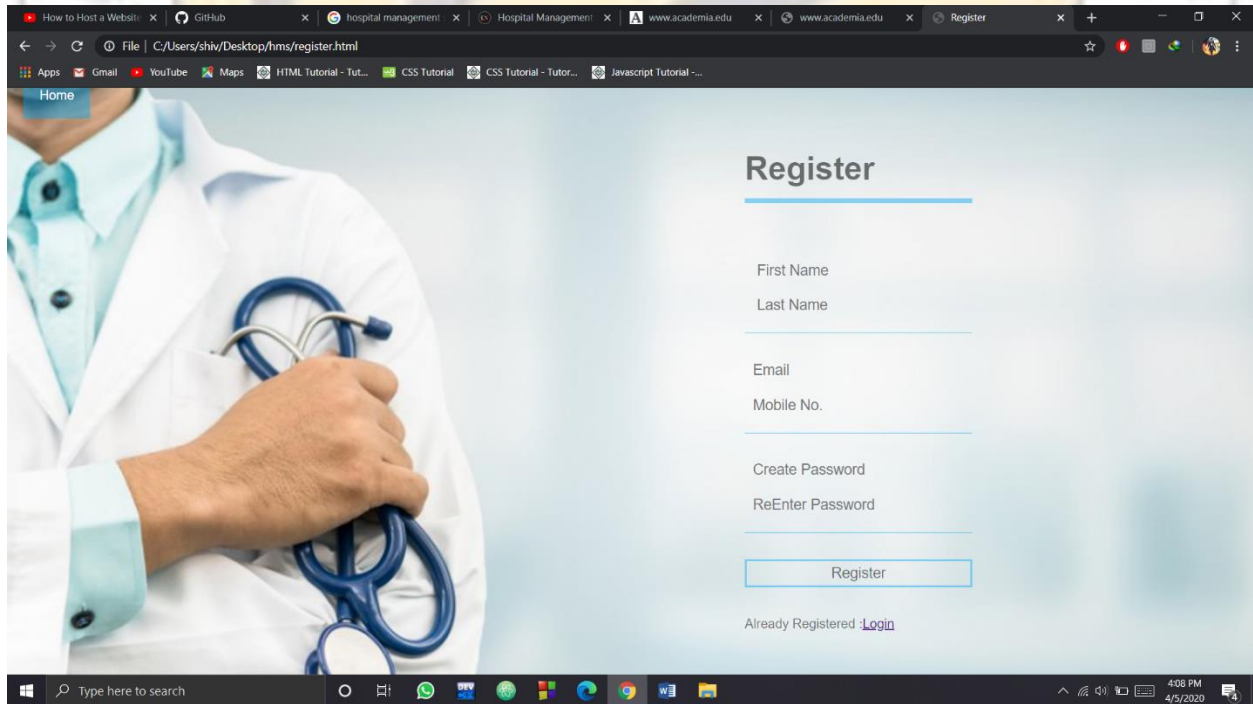 How to Host a Website
GitHub
hospital management
Hospital Management
A www.academia.edu
www.academia.edu
Register
File | C:/Users/shiv/Desktop/hms/register.html
Apps Gmail YouTube Maps HTML Tutorial - Tut... CSS Tutorial CSS Tutorial - Tutor... Javascript Tutorial -...
Home
Register
First Name
Last Name
Email
Mobile No.
Create Password
ReEnter Password
Register
Already Registered :Login
Type here to search
DEV
4:08 PM
4/5/2020
4